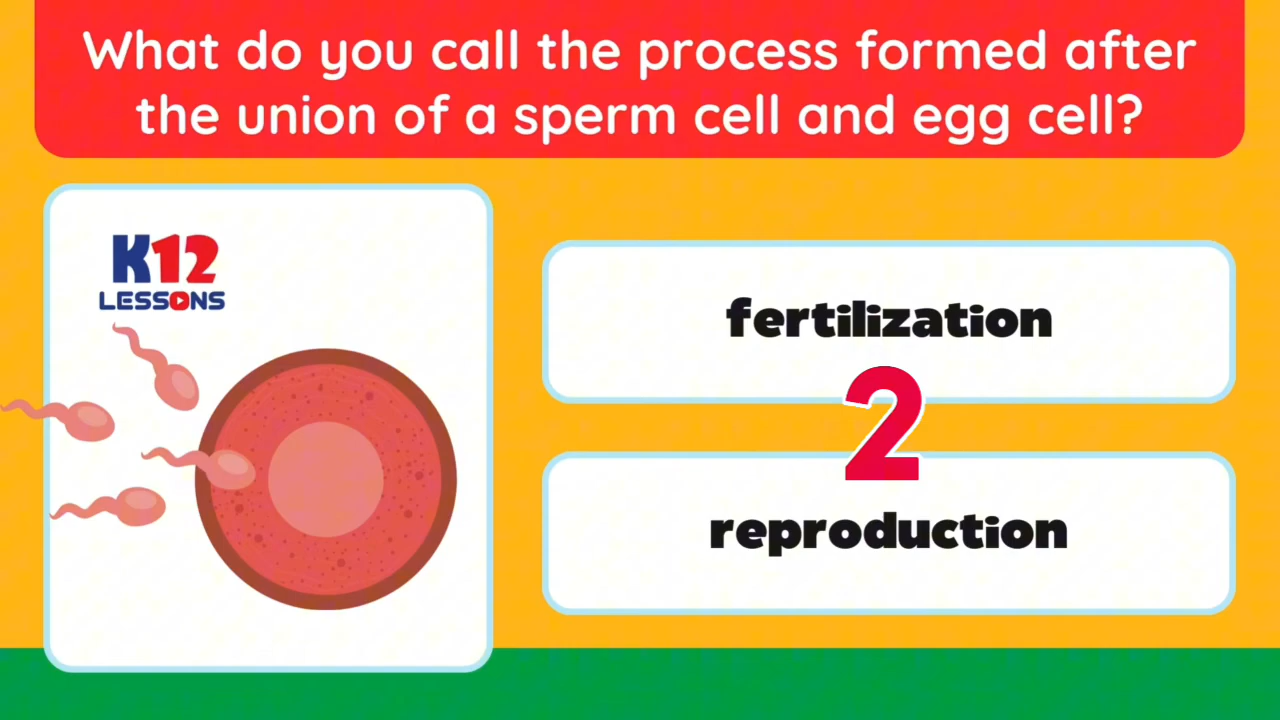 What do you call the process formed after
the union of a sperm cell and egg cell?
K12
LESSONS
fertilization
2
reproduction